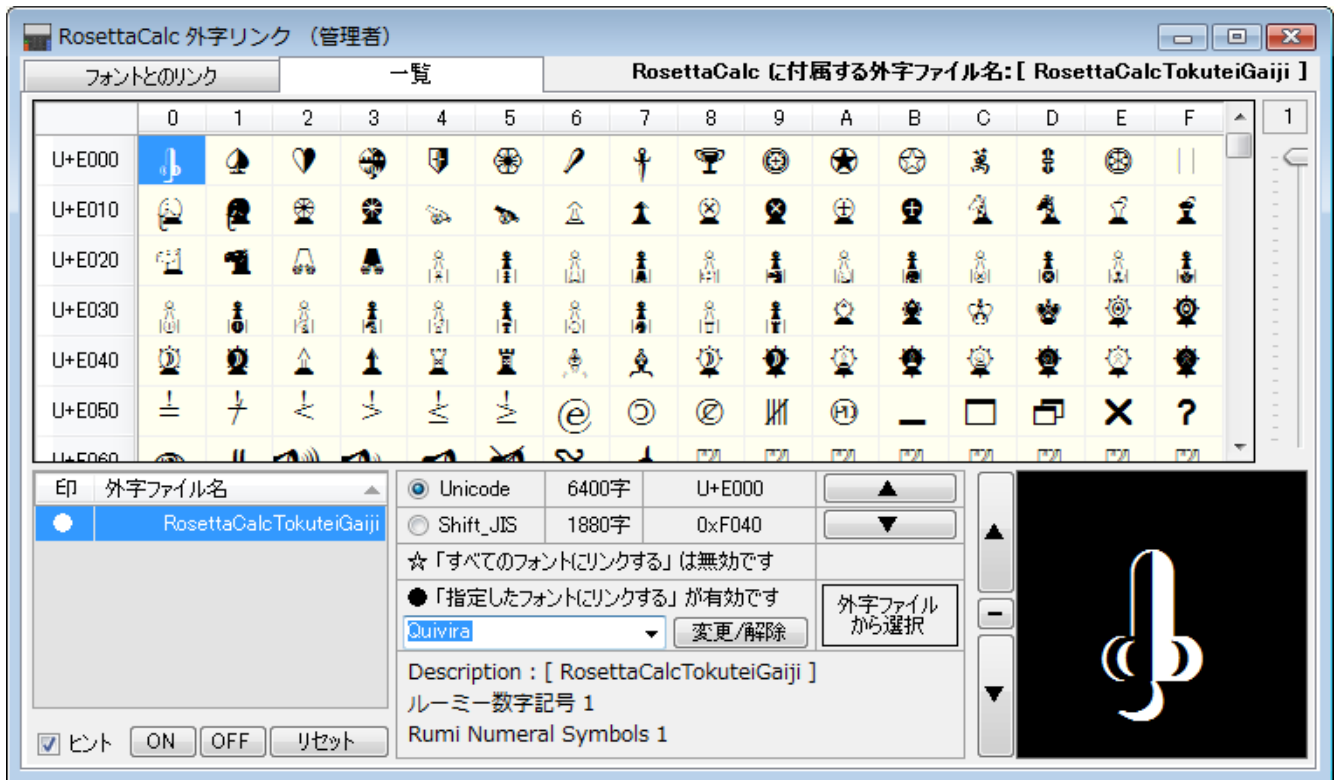 RosettaCalc 外字リンク （管理者）
フォントとのリンク 一覧 RosettaCalc に付属する外字ファイル名：[ RosettaCalcTokuteiGaiji ]
0 1 2 3 4 5 6 7 8 9 A B C D E F 1
U+E000
U+E010
U+E020
U+E030
U+E040
U+E050
U+E060
印 外字ファイル名
RosettaCalcTokuteiGaiji
Unicode 6400字 U+E000 ▲
Shift_JIS 1880字 0xF040 ▼
☆「すべてのフォントにリンクする」は無効です
●「指定したフォントにリンクする」が有効です
Quivira 変更/解除
外字ファイル
から選択
Description : [ RosettaCalcTokuteiGaiji ]
ルーミー数字記号 1
Rumi Numeral Symbols 1
ヒント ON OFF リセット